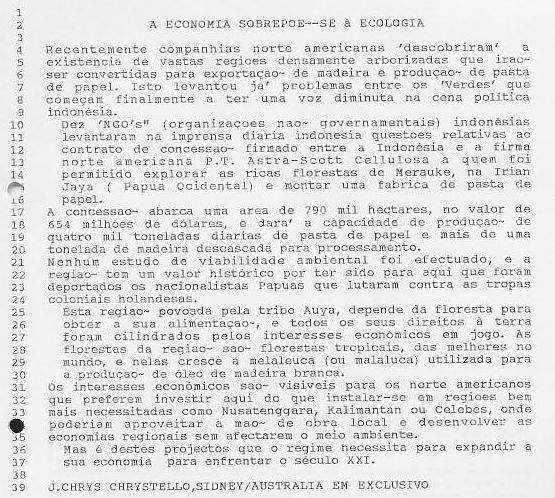 1
2 A ECONOMIA SOBREPOE--SE à ECOLOGIA
3
4 Recentemente companhias norte americanas 'descobriram' a
5 existencia de vastas regioes densamente arborizadas que irao-
6 ser convertidas para exportaçao- de madeira e produçao- de pasta
7 de papel. Isto levantou ja' problemas entre os 'Verdes' que
8 começam finalmente a ter uma voz diminuta na cena politica
9 indonésia.
10 Dez 'NGO's" (organizaçoes nao- governamentais) indonésias
11 levantaram na imprensa diaria indonesia questoes relativas ao
12 contrato de concessao- firmado entre a Indonésia e a firma
13 norte americana P.T. Astra-Scott Cellulosa a quem foi
14 permitido explorar as ricas florestas de Merauke, na Irian
Jaya ( Papua Ocidental) e montar uma fabrica de pasta de
16 papel.
17 A concessao- abarca uma area de 790 mil hectares, no valor de
18 654 milhoes de dólares, e dara' a capacidade de produçao- de
19 quatro mil toneladas diarias de pasta de papel e mais de uma
20 tonelada de madeira descascada para processamento.
21 Nenhum estudo de viabilidade ambiental foi efectuado, e a
22 regiao- tem um valor histórico por ter sido para aqui que foram
23 deportados os nacionalistas Papuas que lutaram contra as tropas
24 coloniais holandesas.
25 Esta regiao- povoada pela tribo Auya, depende da floresta para
26 obter a sua alimentaçao-, e todos os seus direitos à terra
27 foram cilindrados pelos interesses económicos em jogo. As
28 florestas da regiao- sao- florestas tropicais, das melhores no
29 mundo, e nelas cresce a melaleuca (ou malaluca) utilizada para
30 a produçao- de óleo de madeira branca.
31 Os interesses económicos sao- visiveis para os norte americanos
32 que preferem investir aqui do que instalar-se em regioes bem
33 mais necessitadas como Nusatenggara, Kalimantan ou Celebes, onde
poderiam aproveitar a mao- de obra local e desenvolver as
35 economias regionais sem afectarem o meio ambiente.
36 Mas é destes projectos que o regime necessita para expandir a
37 sua economia para enfrentar o século XXI.
38
39 J.CHRYS CHRYSTELLO,SIDNEY/AUSTRALIA EM EXCLUSIVO